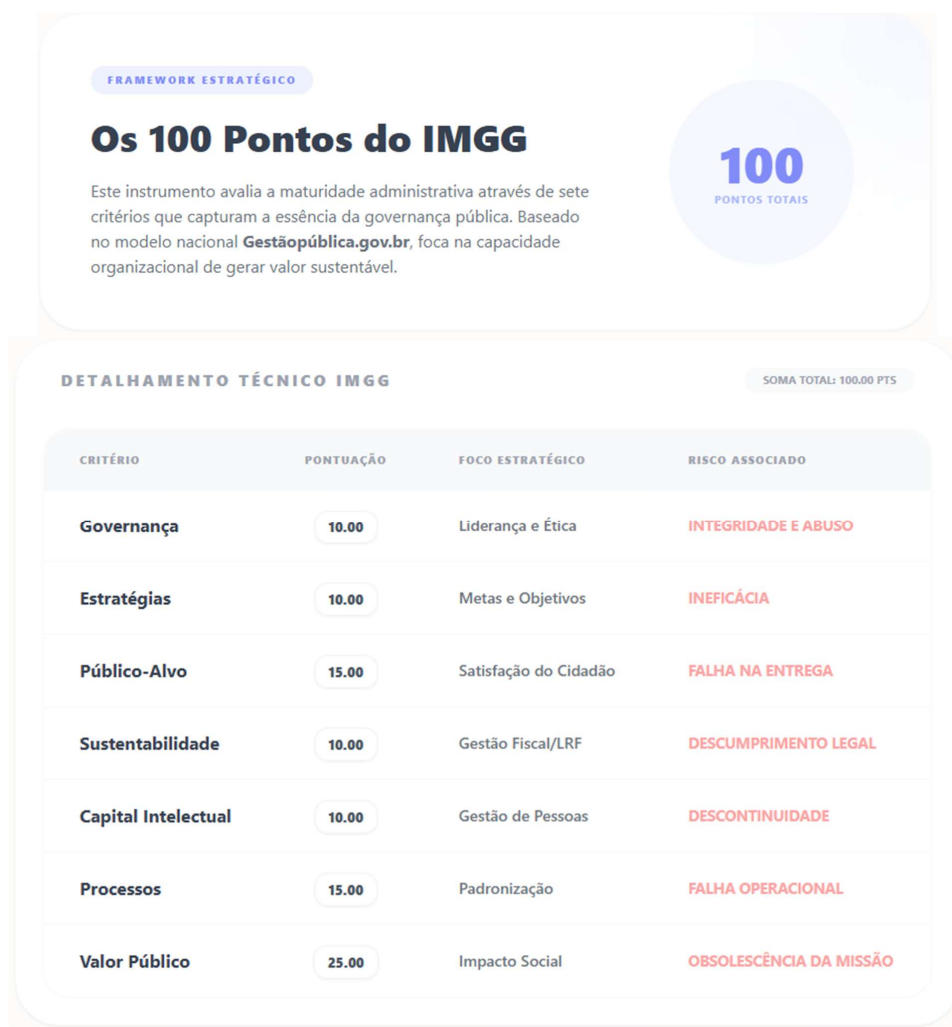 FRAMEWORK ESTRATÉGICO
Os 100 Pontos do IMGG
Este instrumento avalia a maturidade administrativa através de sete
critérios que capturam a essência da governança pública. Baseado
no modelo nacional Gestãopública.gov.br, foca na capacidade
organizacional de gerar valor sustentável.
100
PONTOS TOTAIS
DETALHAMENTO TÉCNICO IMGG
SOMA TOTAL: 100.00 PTS
CRITÉRIO PONTUAÇÃO FOCO ESTRATÉGICO RISCO ASSOCIADO
Governança 10.00 Liderança e Ética INTEGRIDADE E ABUSO
Estratégias 10.00 Metas e Objetivos INEFICÁCIA
Público-Alvo 15.00 Satisfação do Cidadão FALHA NA ENTREGA
Sustentabilidade 10.00 Gestão Fiscal/LRF DESCUMPRIMENTO LEGAL
Capital Intelectual 10.00 Gestão de Pessoas DESCONTINUIDADE
Processos 15.00 Padronização FALHA OPERACIONAL
Valor Público 25.00 Impacto Social OBSOLESCÊNCIA DA MISSÃO